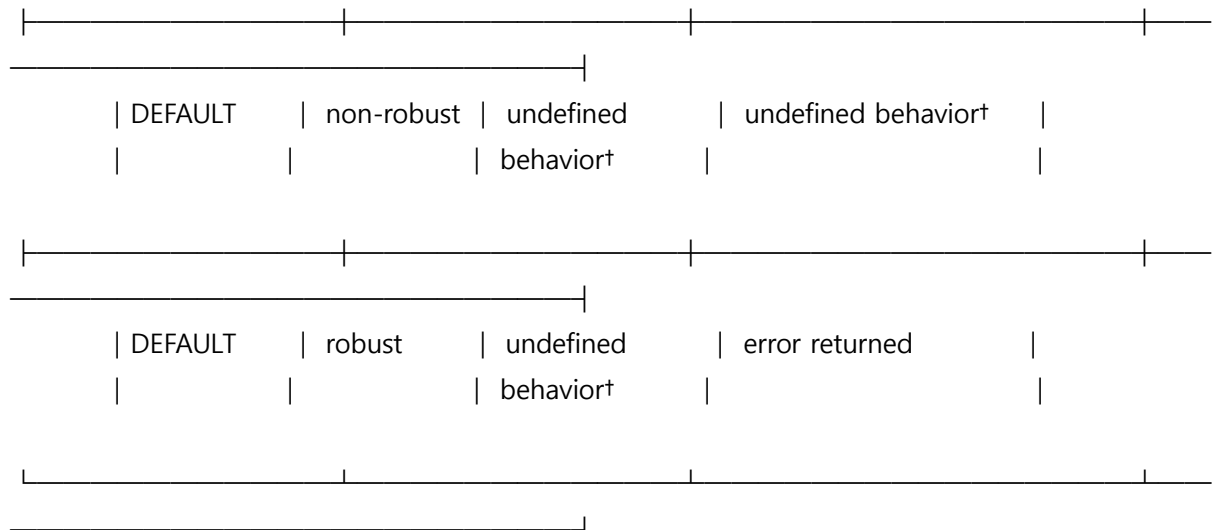 ├─────────────┼──────────────┼──────────────────┼───
───────────────────────┤
| DEFAULT | non-robust | undefined | undefined behavior† |
| | | behavior† | |
├─────────────┼──────────────┼──────────────────┼───
───────────────────────┤
| DEFAULT | robust | undefined | error returned |
| | | behavior† | |
└─────────────┴──────────────┴──────────────────┴───
───────────────────────┘